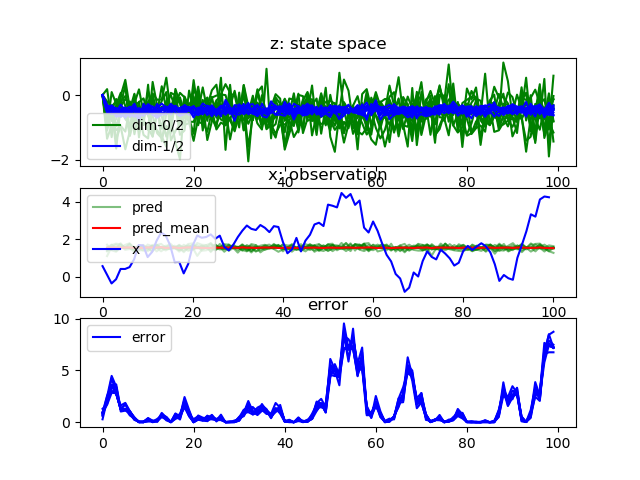 z: state space
0
−2
dim-0/2
dim-1/2
0 20 40 60 80 100
x: observation
4
2
0
pred
pred_mean
x
0 20 40 60 80 100
error
10
5
0
error
0 20 40 60 80 100